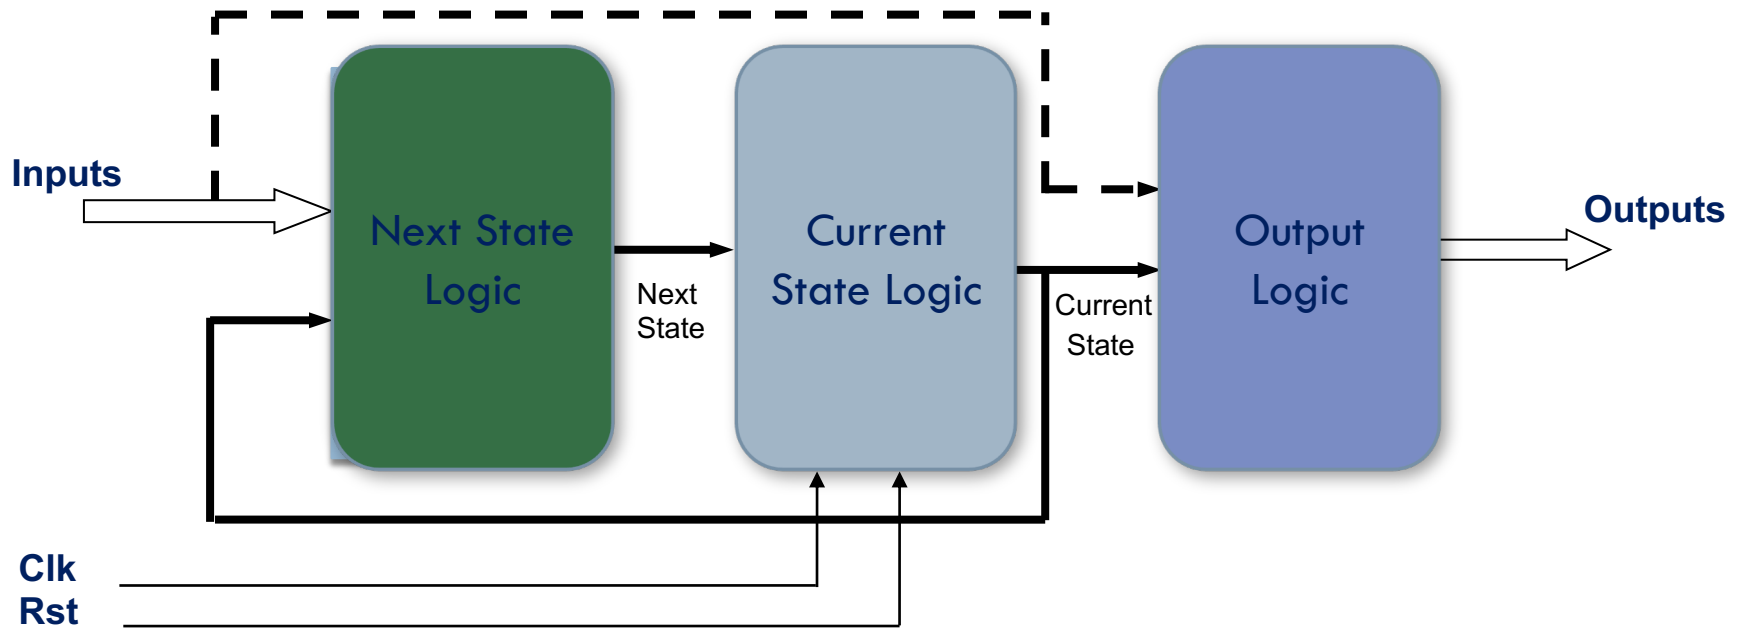 Inputs
Next State
Logic
Next
State
Current
State Logic
Current
State
Output
Logic
Outputs
Clk
Rst